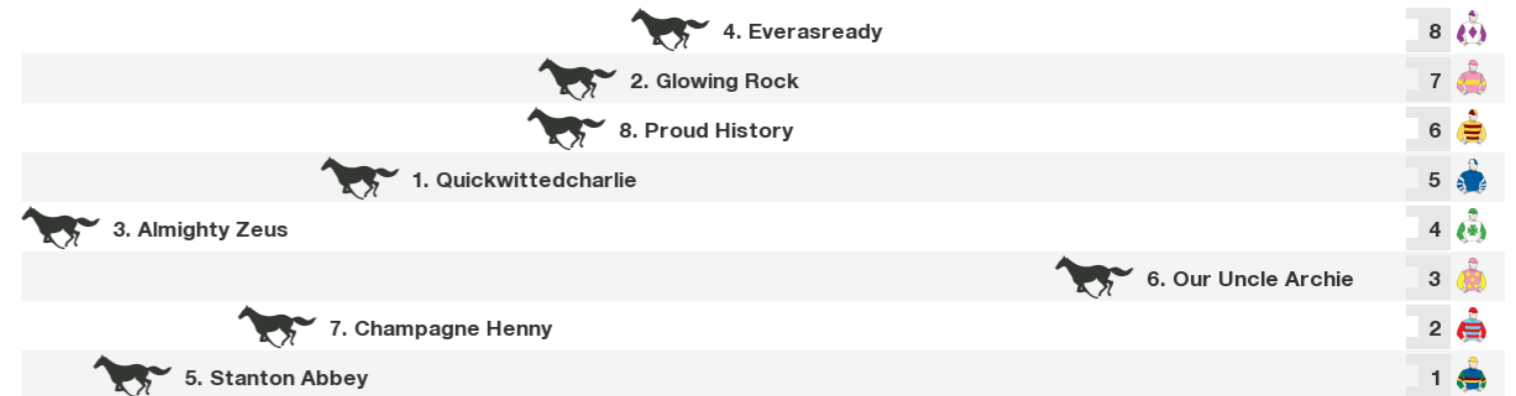 4. Everasready 8
2. Glowing Rock 7
8. Proud History 6
1. Quickwittedcharlie 5
3. Almighty Zeus 4
6. Our Uncle Archie 3
7. Champagne Henny 2
5. Stanton Abbey 1